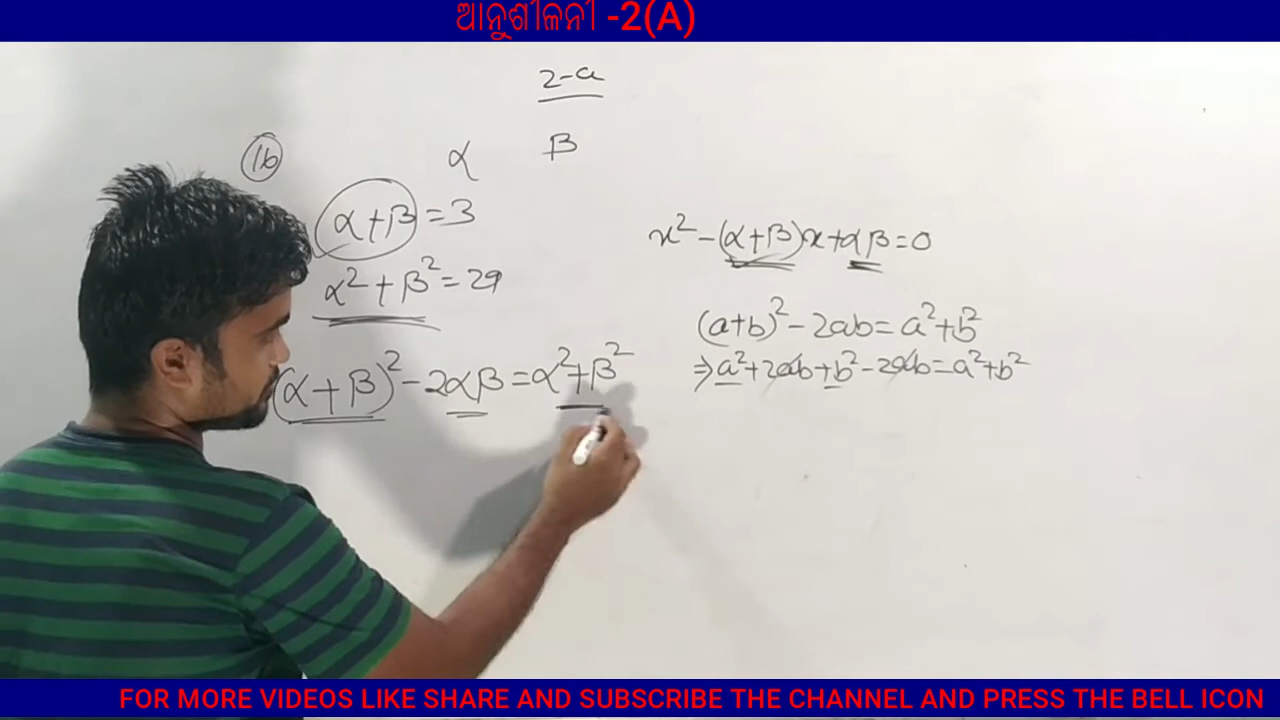 ଆନୁଶୀଳନୀ -2(A)
2-a
16
α β
α+β=3
α²+β²=29
(α+β)²-2αβ=α²+β²
x²-(α+β)x+αβ=0
(a+b)²-2ab=a²+b²
⇒a²+2ab+b²-2ab=a²+b²
FOR MORE VIDEOS LIKE SHARE AND SUBSCRIBE THE CHANNEL AND PRESS THE BELL ICON